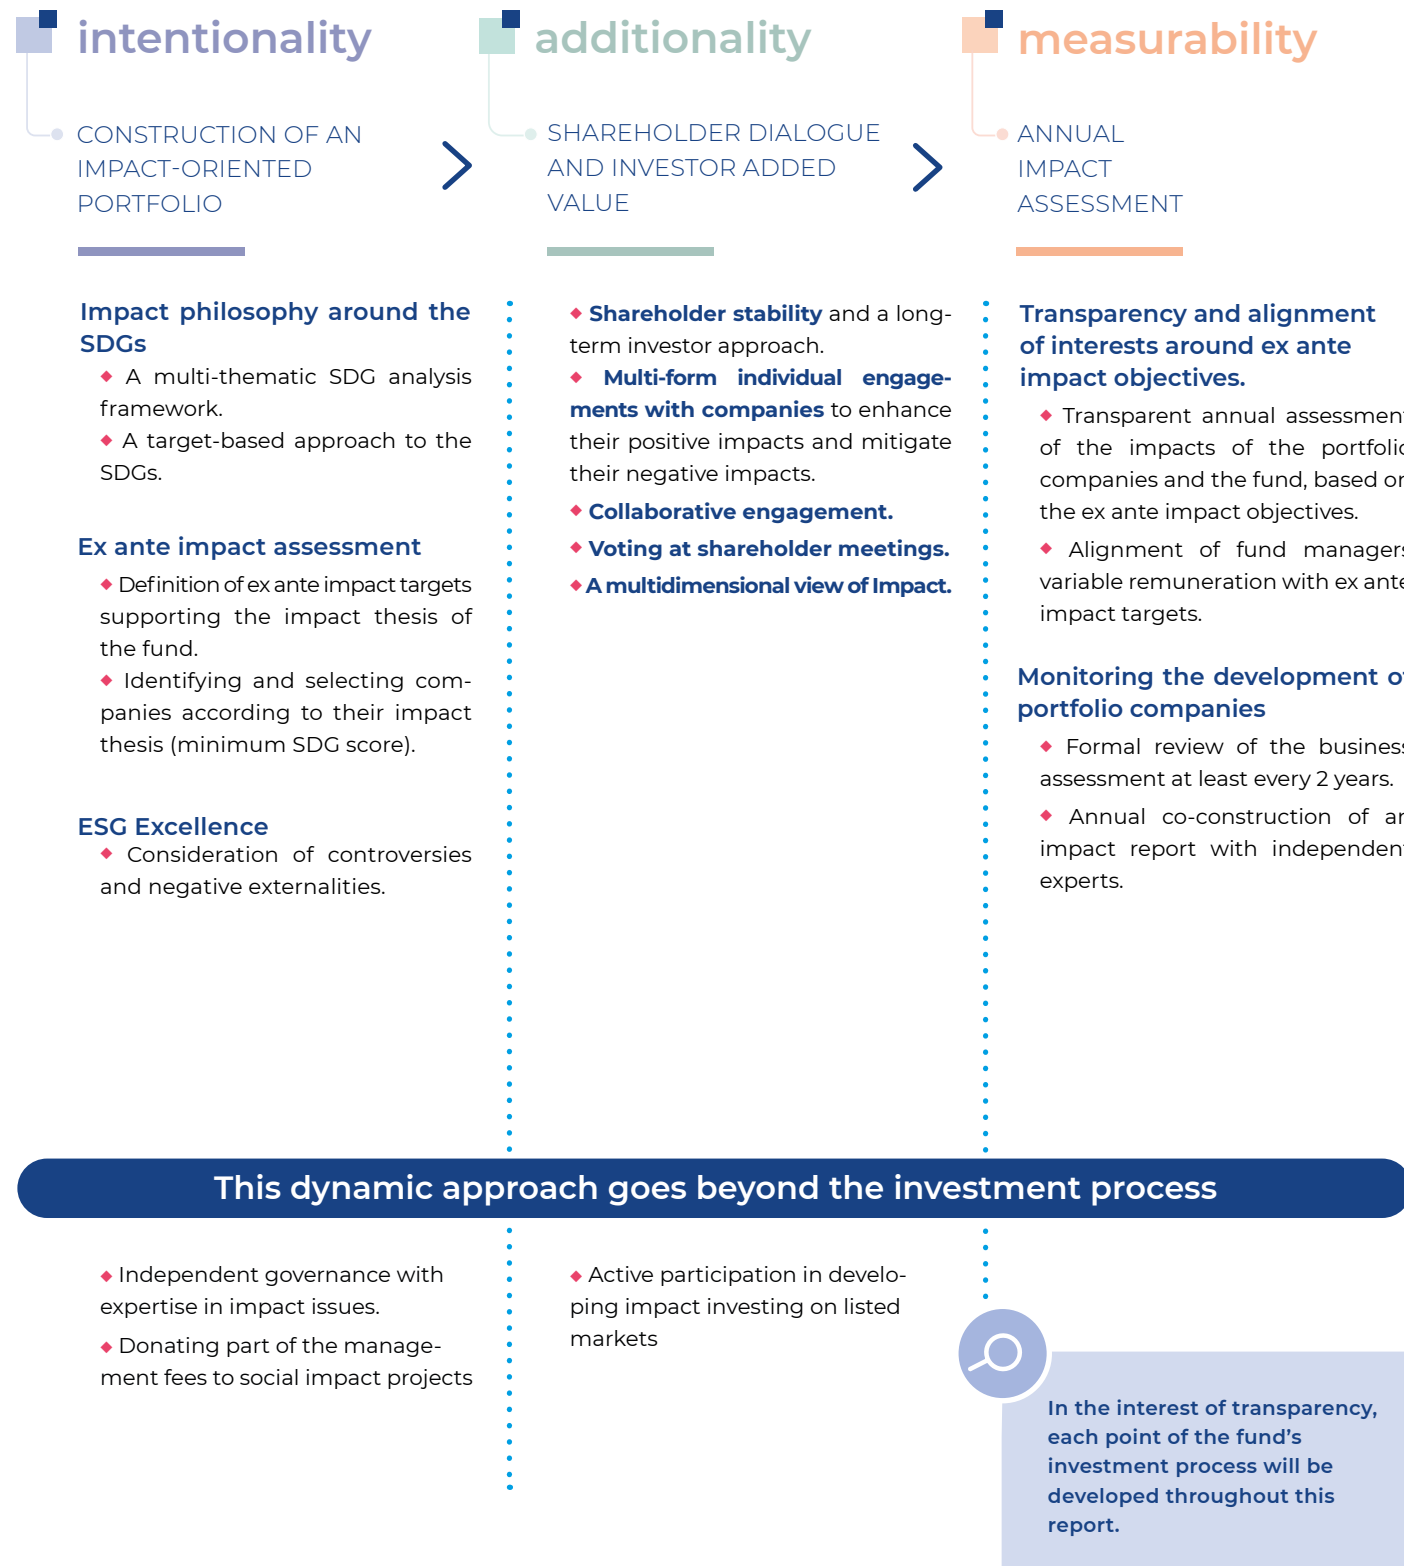 intentionality
CONSTRUCTION OF AN
IMPACT-ORIENTED
PORTFOLIO
Impact philosophy around the
SDGs
◆ A multi-thematic SDG analysis
framework.
◆ A target-based approach to the
SDGs.
Ex ante impact assessment
◆ Definition of ex ante impact targets
supporting the impact thesis of
the fund.
◆ Identifying and selecting com-
panies according to their impact
thesis (minimum SDG score).
ESG Excellence
◆ Consideration of controversies
and negative externalities.
additionality
SHAREHOLDER DIALOGUE
AND INVESTOR ADDED
VALUE
◆ Shareholder stability and a long-
term investor approach.
◆ Multi-form individual engage-
ments with companies to enhance
their positive impacts and mitigate
their negative impacts.
◆ Collaborative engagement.
◆ Voting at shareholder meetings.
◆ A multidimensional view of Impact.
measurability
ANNUAL
IMPACT
ASSESSMENT
Transparency and alignment
of interests around ex ante
impact objectives.
◆ Transparent annual assessment
of the impacts of the portfolio
companies and the fund, based on
the ex ante impact objectives.
◆ Alignment of fund managers
variable remuneration with ex ante
impact targets.
Monitoring the development of
portfolio companies
◆ Formal review of the business
assessment at least every 2 years.
◆ Annual co-construction of an
impact report with independent
experts.
This dynamic approach goes beyond the investment process
◆ Independent governance with
expertise in impact issues.
◆ Donating part of the manage-
ment fees to social impact projects
◆ Active participation in develo-
ping impact investing on listed
markets
In the interest of transparency,
each point of the fund's
investment process will be
developed throughout this
report.